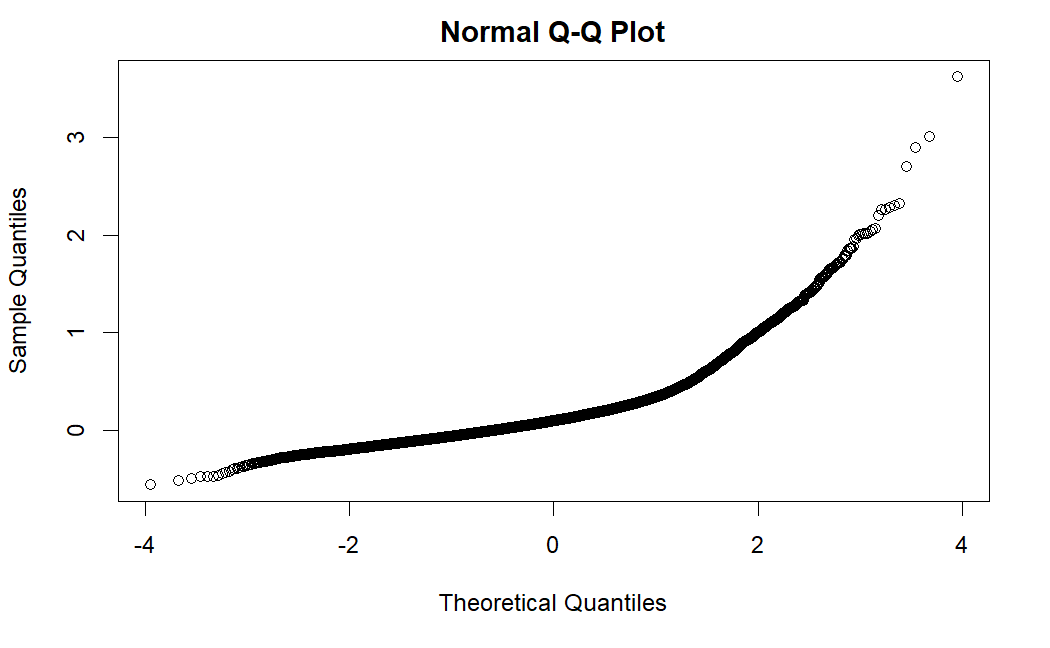 Normal Q-Q Plot
3
2
1
0
Sample Quantiles
-4 -2 0 2 4
Theoretical Quantiles